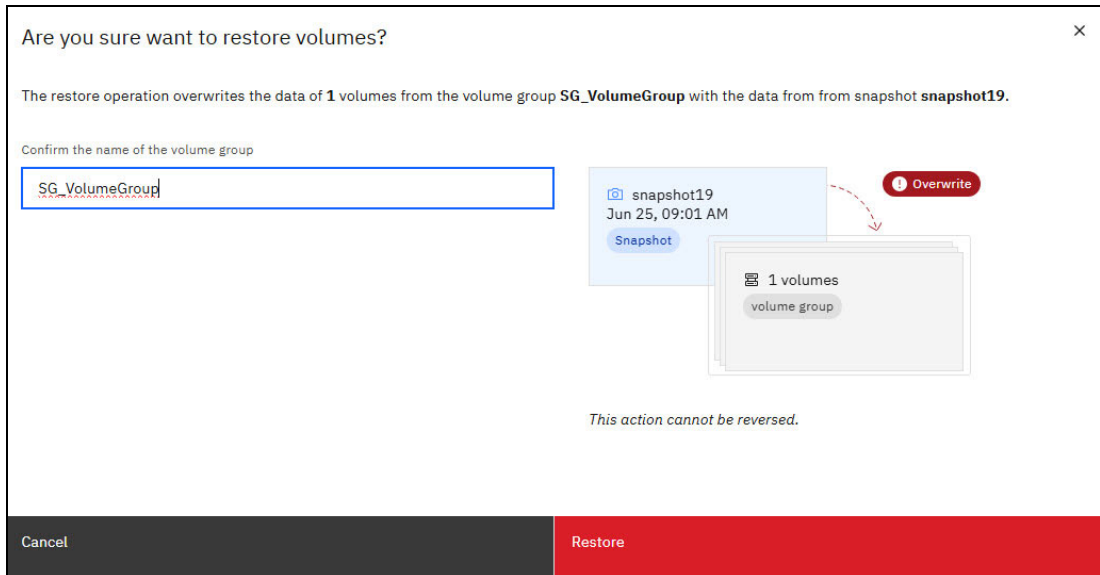 Are you sure want to restore volumes?
The restore operation overwrites the data of 1 volumes from the volume group SG_VolumeGroup with the data from from snapshot snapshot19.
Confirm the name of the volume group
SG_VolumeGroup
snapshot19
Jun 25, 09:01 AM
Snapshot
Overwrite
1 volumes
volume group
This action cannot be reversed.
Cancel
Restore